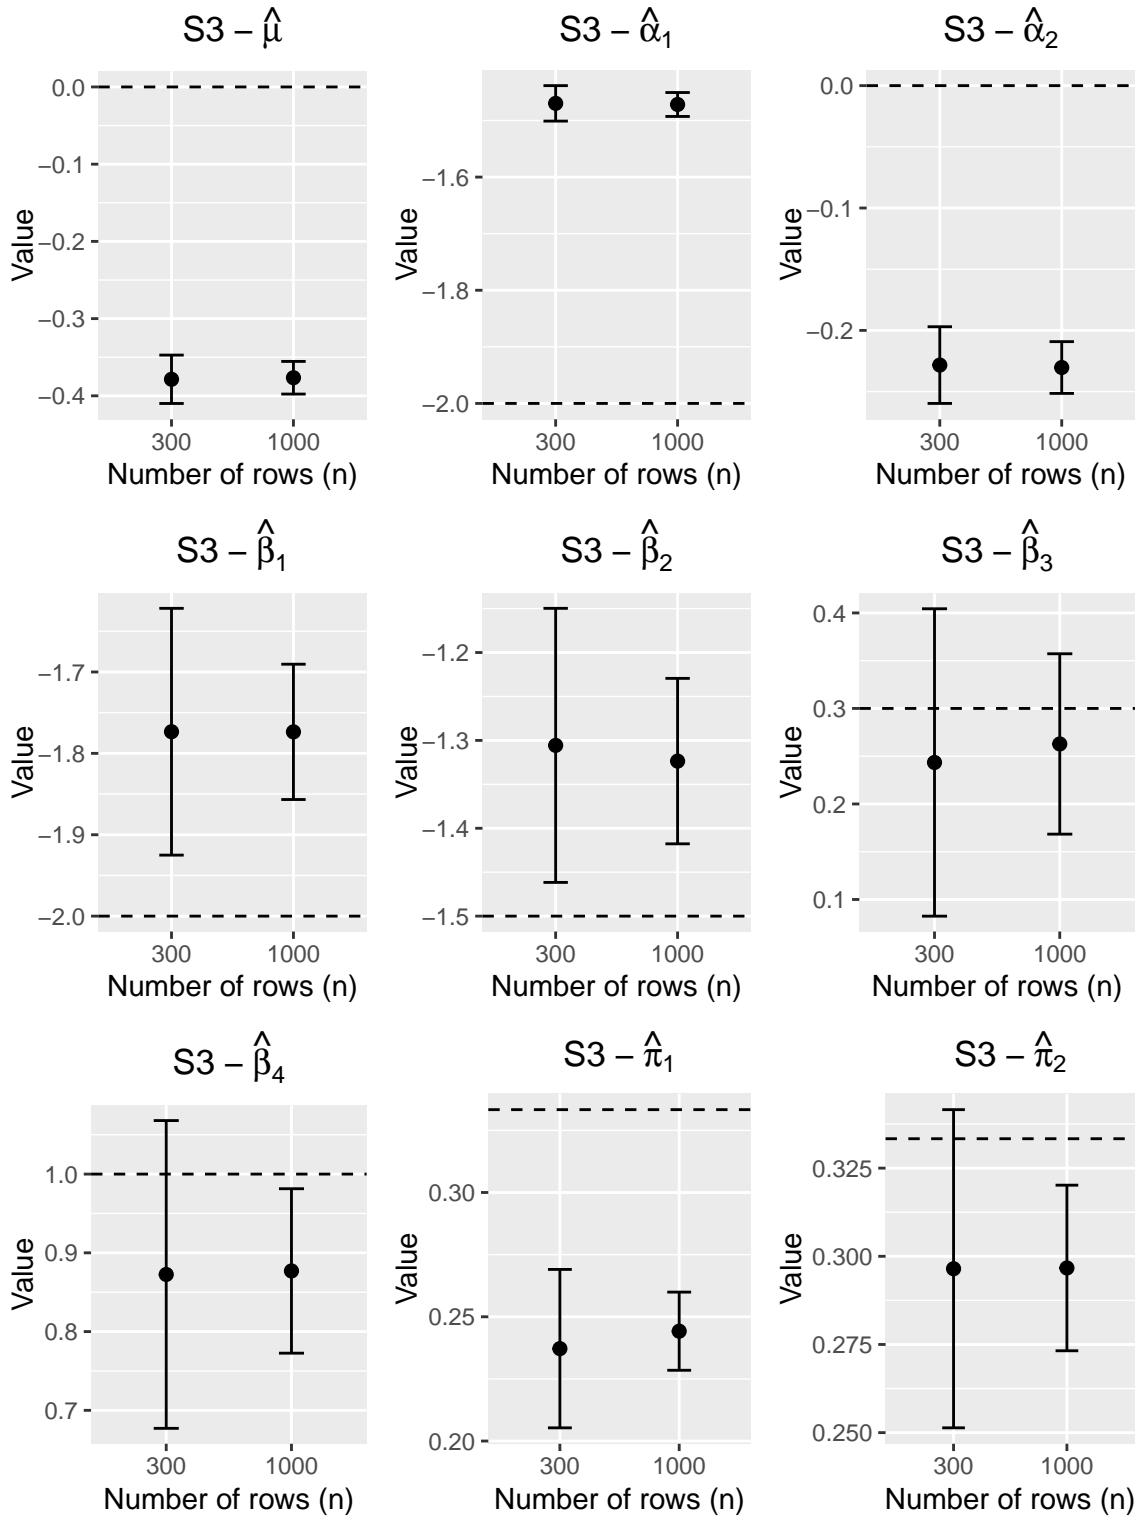 S3 – μ̂
S3 – α̂₁
S3 – α̂₂
Value
0.0
−0.1
−0.2
−0.3
−0.4
300
1000
Number of rows (n)
Value
−1.6
−1.8
−2.0
300
1000
Number of rows (n)
Value
0.0
−0.1
−0.2
300
1000
Number of rows (n)
S3 – β̂₁
S3 – β̂₂
S3 – β̂₃
Value
−1.7
−1.8
−1.9
−2.0
300
1000
Number of rows (n)
Value
−1.2
−1.3
−1.4
−1.5
300
1000
Number of rows (n)
Value
0.4
0.3
0.2
0.1
300
1000
Number of rows (n)
S3 – β̂₄
S3 – π̂₁
S3 – π̂₂
Value
1.0
0.9
0.8
0.7
300
1000
Number of rows (n)
Value
0.30
0.25
0.20
300
1000
Number of rows (n)
Value
0.325
0.300
0.275
0.250
300
1000
Number of rows (n)